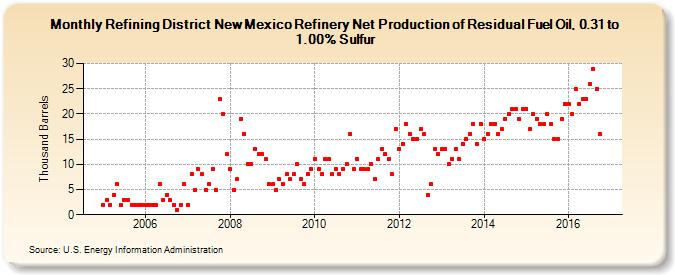 Monthly Refining District New Mexico Refinery Net Production of Residual Fuel Oil, 0.31 to
1.00% Sulfur
Thousand Barrels
30
25
20
15
10
5
0
2006 2008 2010 2012 2014 2016
Source: U.S. Energy Information Administration